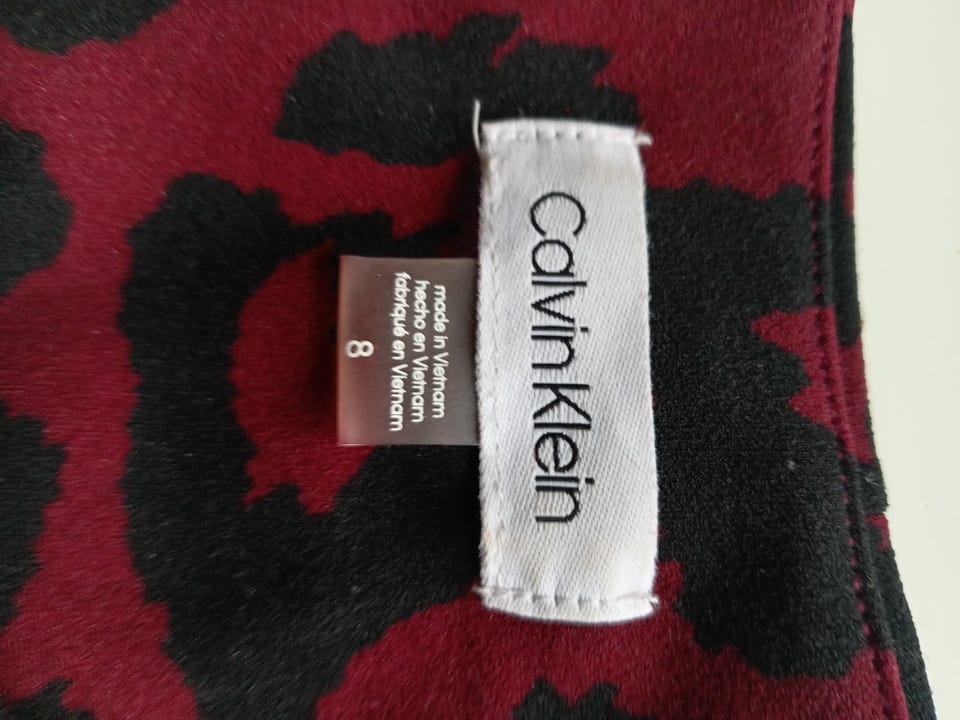 Calvin Klein
made in Vietnam
hecho en Vietnam
fabriqué en Vietnam
8